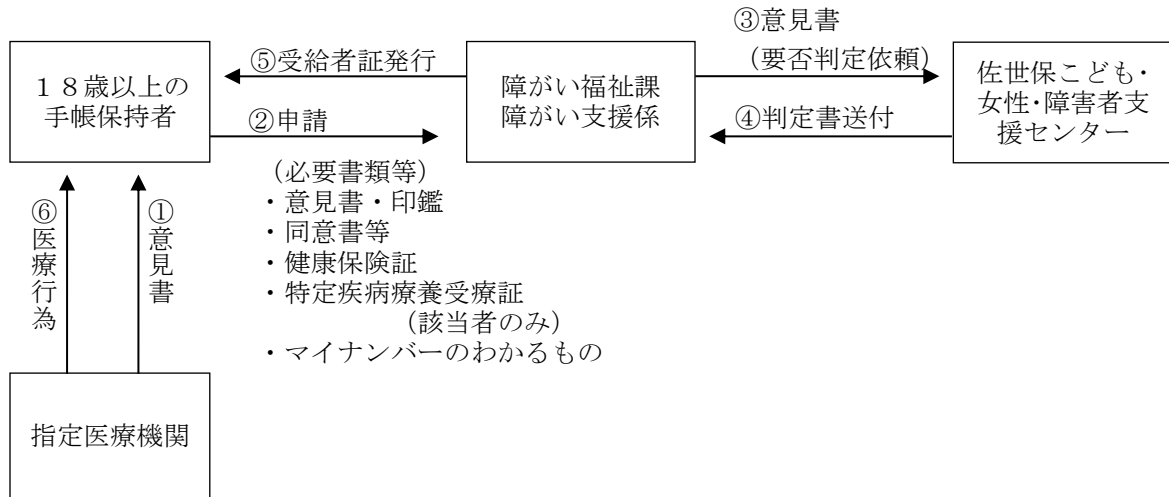 ③意見書
(要否判定依頼)
⑤受給者証発行
１８歳以上の
手帳保持者
障がい福祉課
障がい支援係
佐世保こども・
女性・障害者支
援センター
②申請
④判定書送付
(必要書類等)
・意見書・印鑑
・同意書等
・健康保険証
・特定疾病療養受療証
(該当者のみ)
・マイナンバーのわかるもの
⑥医療行為
①意見書
指定医療機関